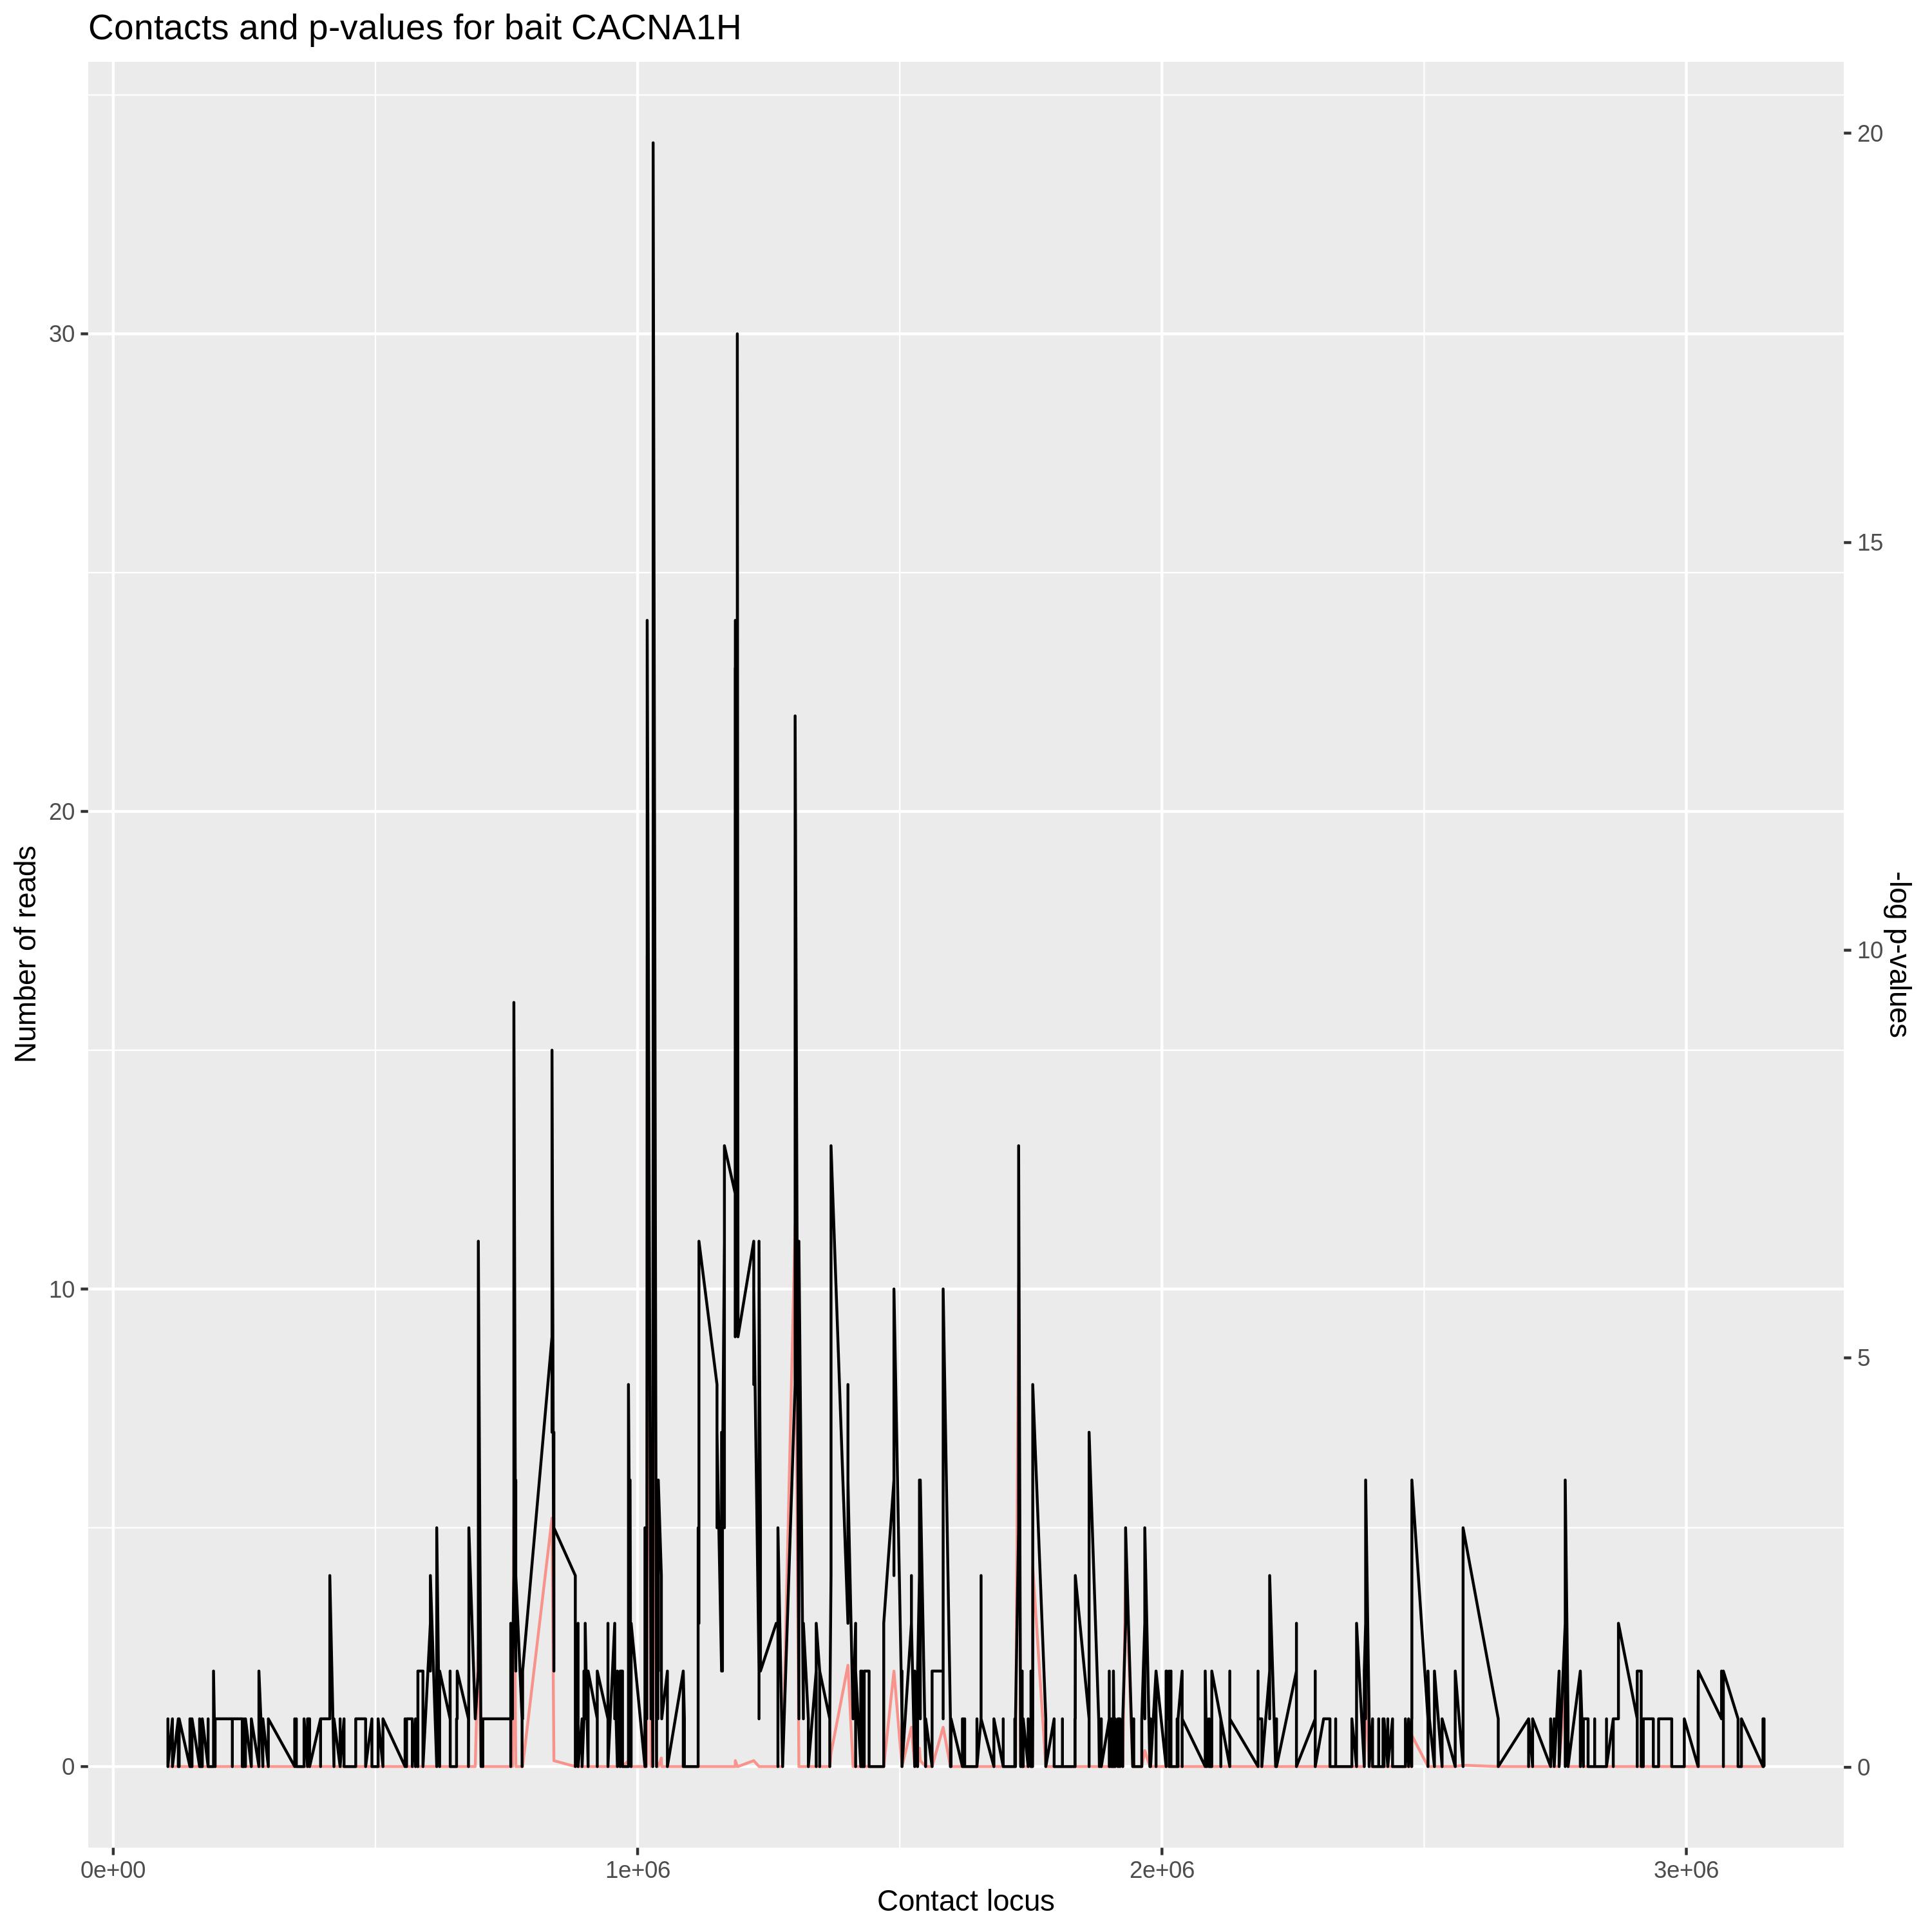 Contacts and p-values for bait CACNA1H
Number of reads
30
20
10
0
20
15
10
5
0
-log p-values
0e+00
1e+06
2e+06
3e+06
Contact locus